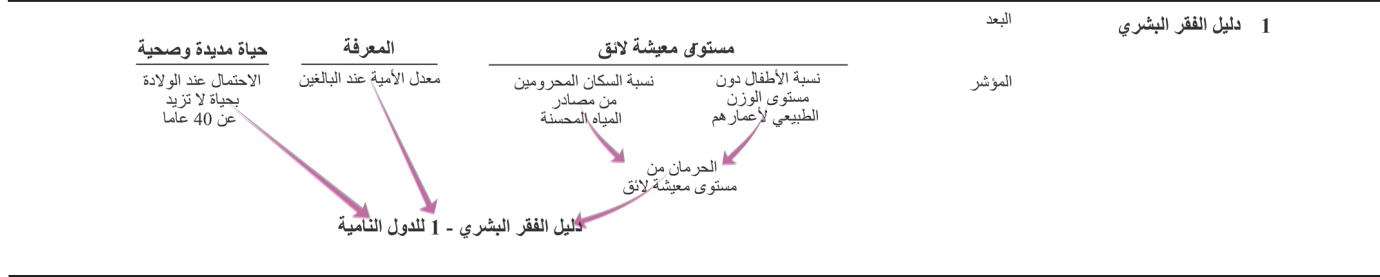 1 دليل الفقر البشري
البعد
مستوى معيشة لائق
المعرفة
حياة مديدة وصحية
المؤشر
نسبة الأطفال دون
مستوى الوزن
الطبيعي لأعمارهم
نسبة السكان المحرومين
من مصادر
المياه المحسنة
معدل الأمية عند البالغين
الاحتمال عند الولادة
بحياة لا تزيد
عن 40 عاما
الحرمان من
مستوى معيشة لائق
دليل الفقر البشري - 1 للدول النامية